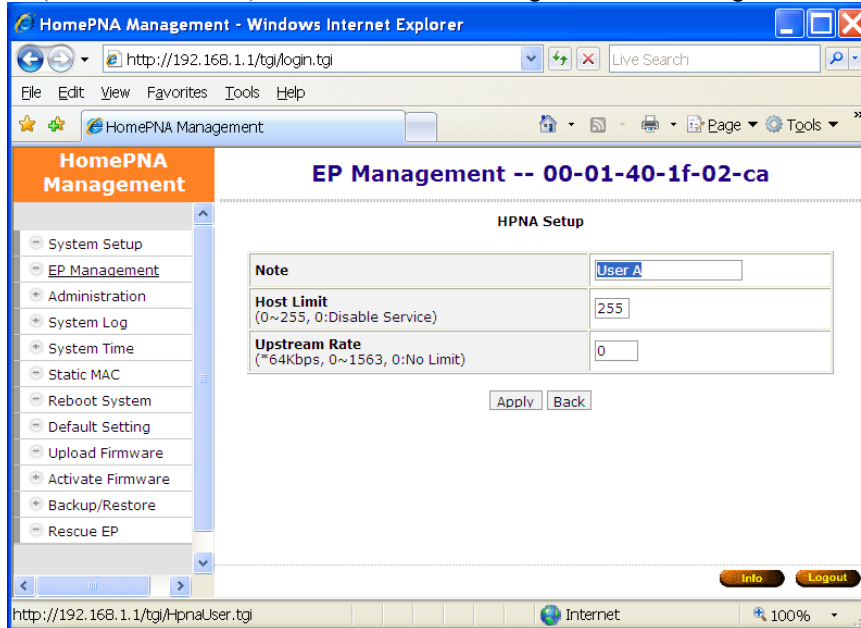 HomePNA Management - Windows Internet Explorer
http://192.168.1.1/tgi/login.tgi
Live Search
File Edit View Favorites Tools Help
HomePNA Management
Page Tools »
HomePNA Management
EP Management -- 00-01-40-1f-02-ca
HPNA Setup
System Setup
EP Management
Administration
System Log
System Time
Static MAC
Reboot System
Default Setting
Upload Firmware
Activate Firmware
Backup/Restore
Rescue EP
Note User A
Host Limit
(0~255, 0:Disable Service) 255
Upstream Rate
(*64Kbps, 0~1563, 0:No Limit) 0
Apply Back
Info Logout
http://192.168.1.1/tgi/HpnaUser.tgi Internet 100%